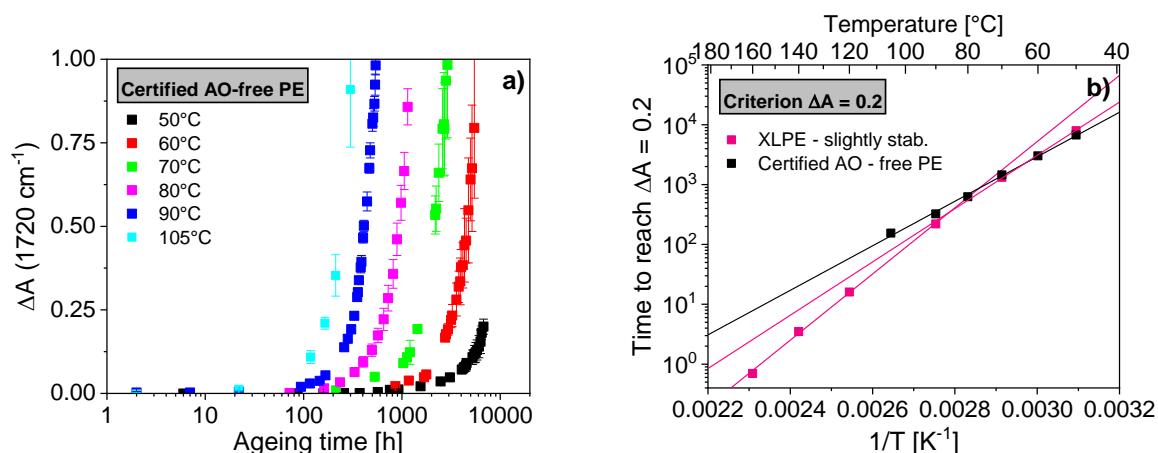 a)
Certified AO-free PE
50°C
60°C
70°C
80°C
90°C
105°C
1.00
0.75
0.50
0.25
0.00
ΔA (1720 cm⁻¹)
1 10 100 1000 10000
Ageing time [h]
Temperature [°C]
180 160 140 120 100 80 60 40
b)
Criterion ΔA = 0.2
XLPE - slightly stab.
Certified AO - free PE
10⁵
10⁴
10³
10²
10¹
10⁰
Time to reach ΔA = 0.2
0.0022 0.0024 0.0026 0.0028 0.0030 0.0032
1/T [K⁻¹]